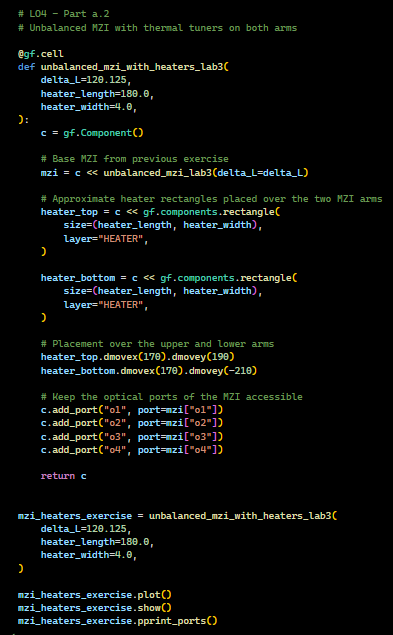 # LO4 - Part a.2
# Unbalanced MZI with thermal tuners on both arms
@gf.cell
def unbalanced_mzi_with_heaters_lab3(
    delta_L=120.125,
    heater_length=180.0,
    heater_width=4.0,
):
    c = gf.Component()
    # Base MZI from previous exercise
    mzi = c << unbalanced_mzi_lab3(delta_L=delta_L)
    # Approximate heater rectangles placed over the two MZI arms
    heater_top = c << gf.components.rectangle(
        size=(heater_length, heater_width),
        layer="HEATER",
    )
    heater_bottom = c << gf.components.rectangle(
        size=(heater_length, heater_width),
        layer="HEATER",
    )
    # Placement over the upper and lower arms
    heater_top.dmovex(170).dmovey(190)
    heater_bottom.dmovex(170).dmovey(-210)
    # Keep the optical ports of the MZI accessible
    c.add_port("o1", port=mzi["o1"])
    c.add_port("o2", port=mzi["o2"])
    c.add_port("o3", port=mzi["o3"])
    c.add_port("o4", port=mzi["o4"])
    return c
mzi_heaters_exercise = unbalanced_mzi_with_heaters_lab3(
    delta_L=120.125,
    heater_length=180.0,
    heater_width=4.0,
)
mzi_heaters_exercise.plot()
mzi_heaters_exercise.show()
mzi_heaters_exercise.pprint_ports()